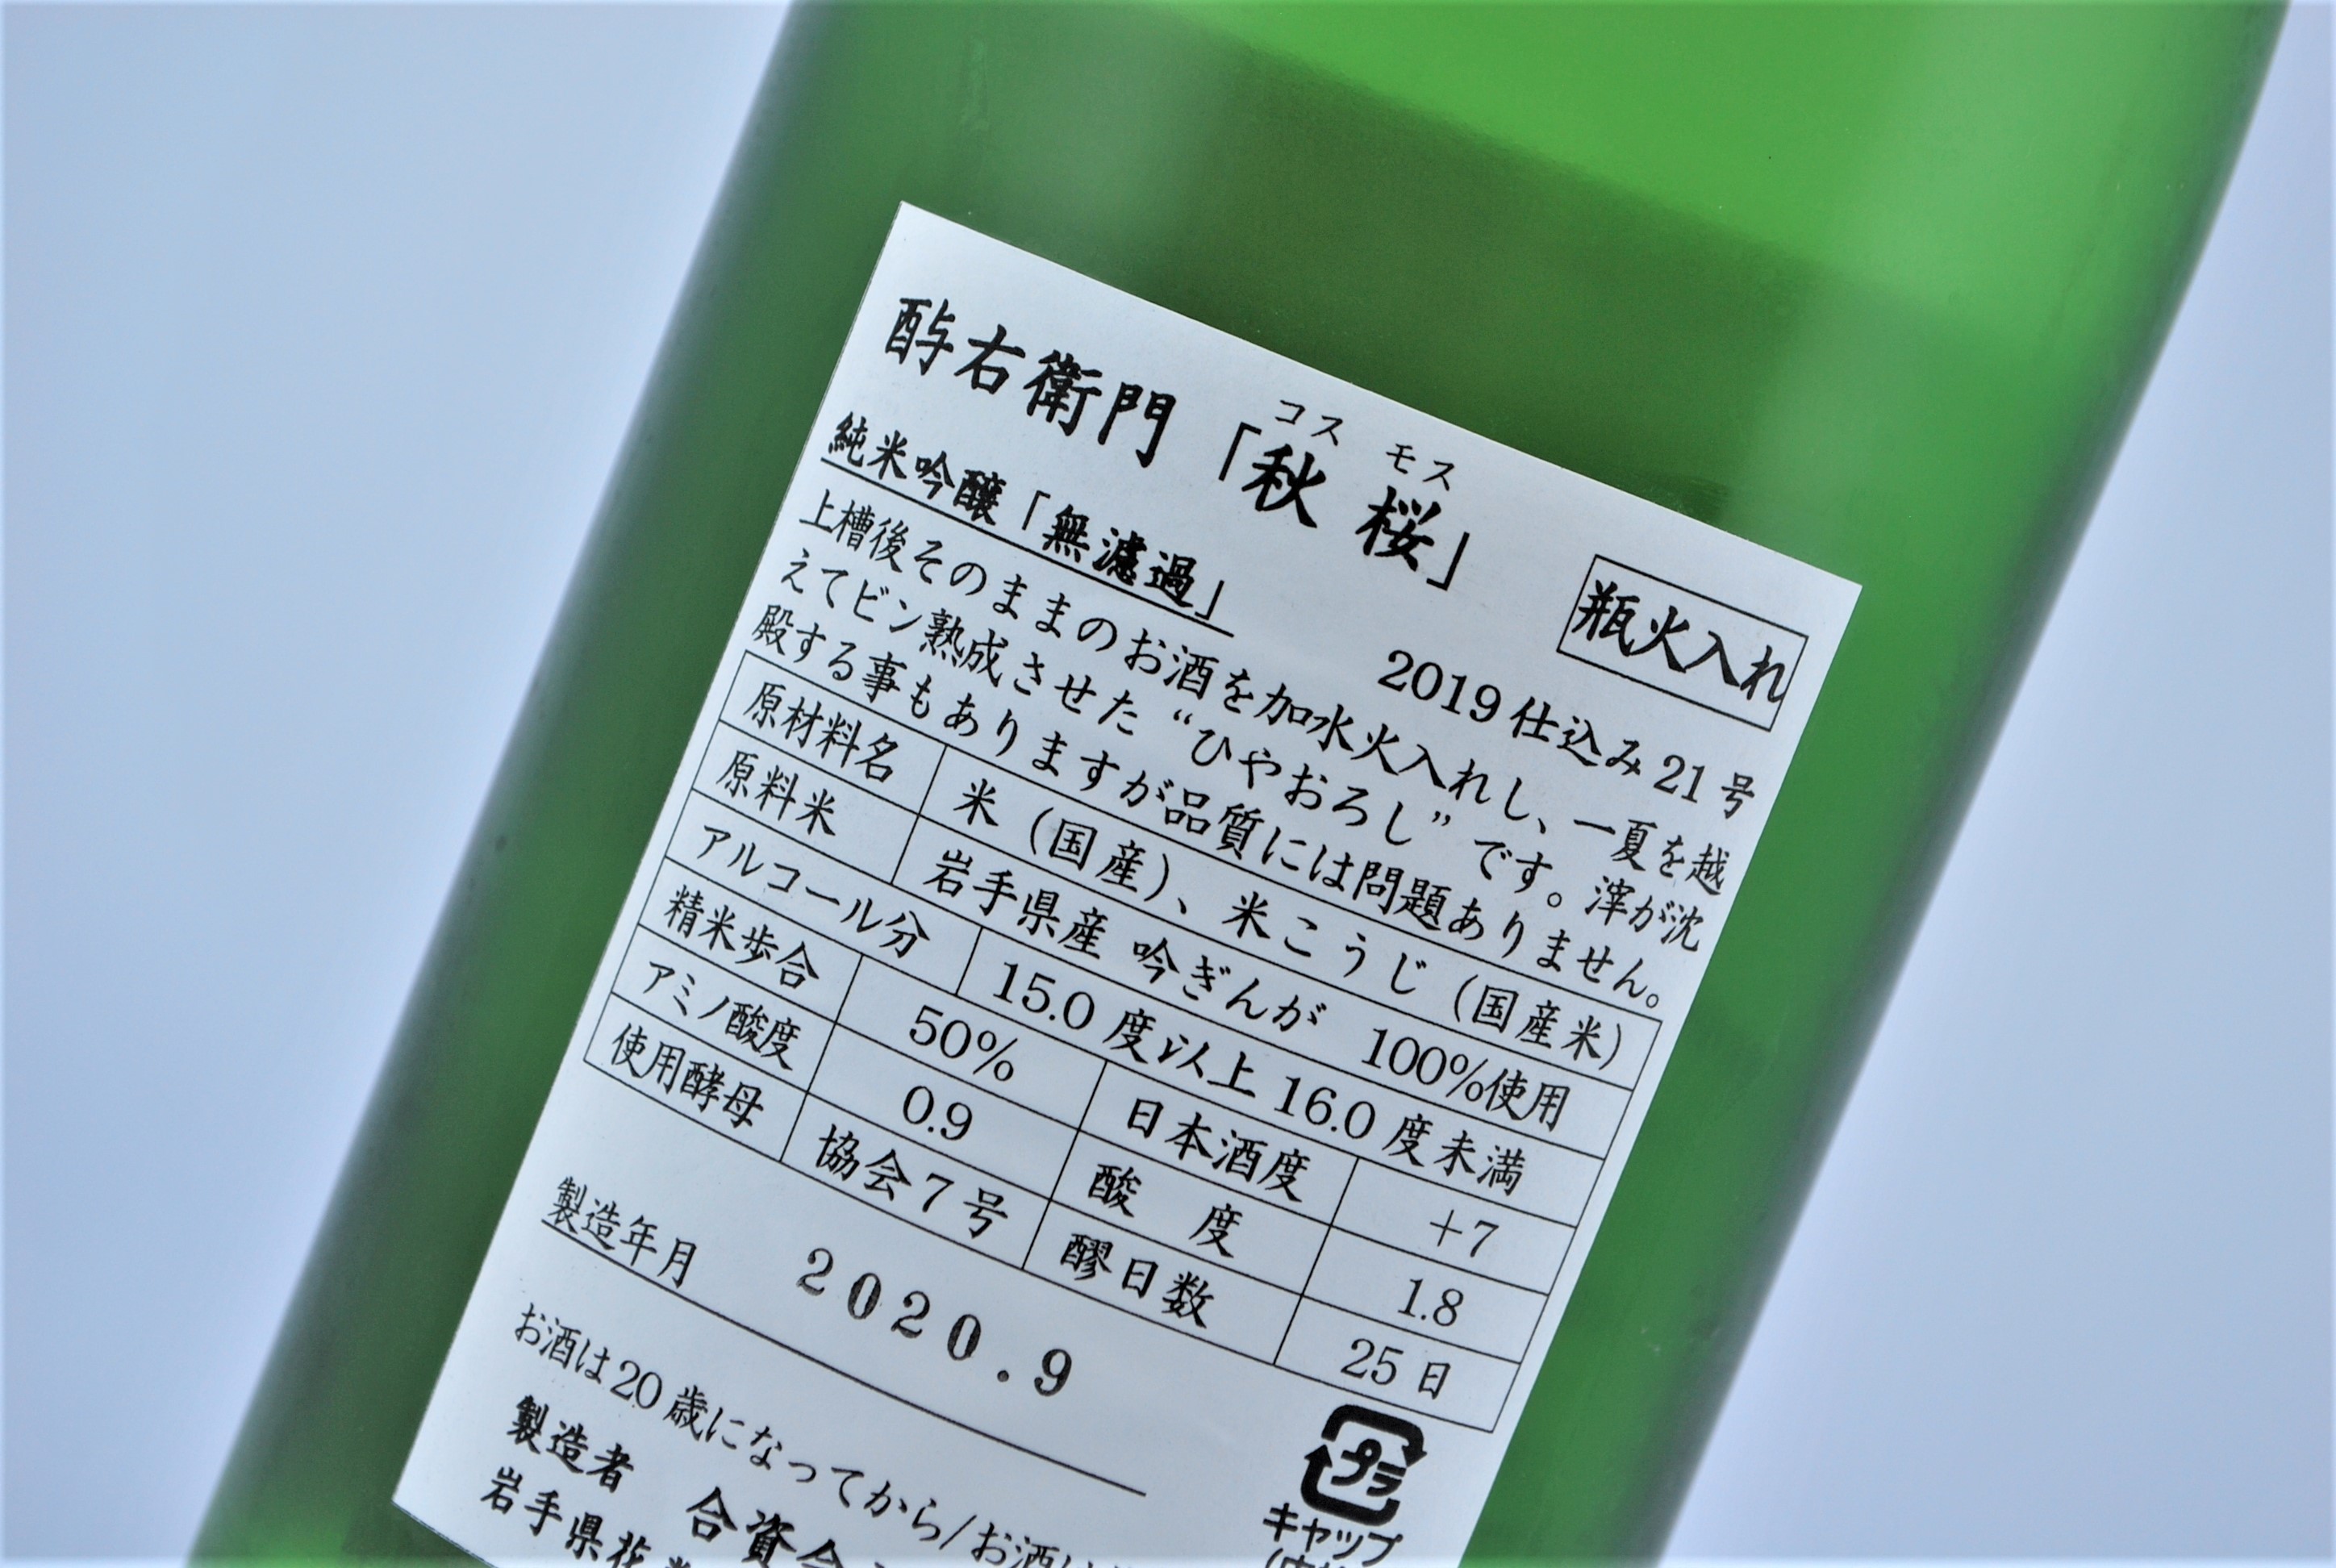 酉与右衛門「秋桜」
コスモス
瓶火入れ
純米吟醸「無濾過」
2019仕込み21号
上槽後そのままのお酒を加水火入れし、一夏を越
えてビン熟成させた“ひやおろし”です。滓が沈
殿する事もありますが品質には問題ありません。
原材料名 米（国産）、米こうじ（国産米）
原料米 岩手県産 吟ぎんが 100%使用
アルコール分 15.0度以上16.0度未満
精米歩合 50% 日本酒度 +7
アミノ酸度 0.9 酸 度 1.8
使用酵母 協会7号 醪日数 25日
製造年月 2020.9
プラ
キャップ
お酒は20歳になってから/お酒は
製造者 合資会
岩手県花